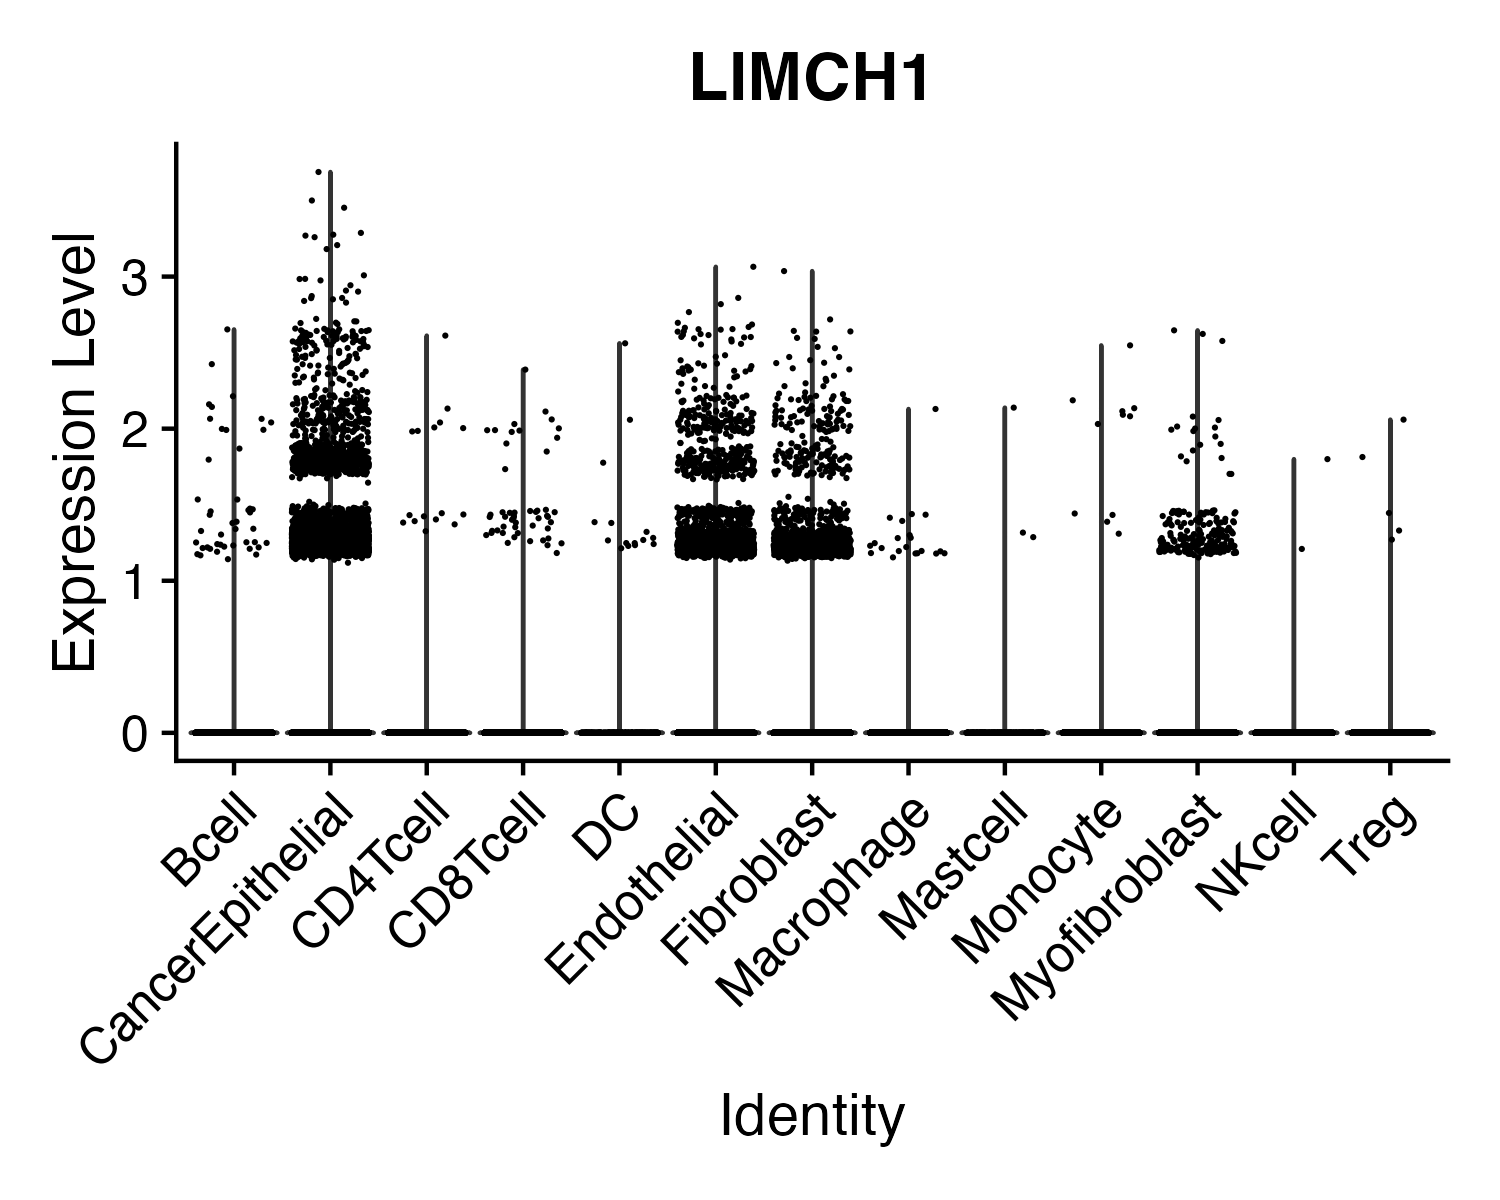 LIMCH1
Expression Level
3
2
1
0
Bcell
CancerEpithelial
CD4Tcell
CD8Tcell
DC
Endothelial
Fibroblast
Macrophage
Mastcell
Monocyte
Myofibroblast
NKcell
Treg
Identity